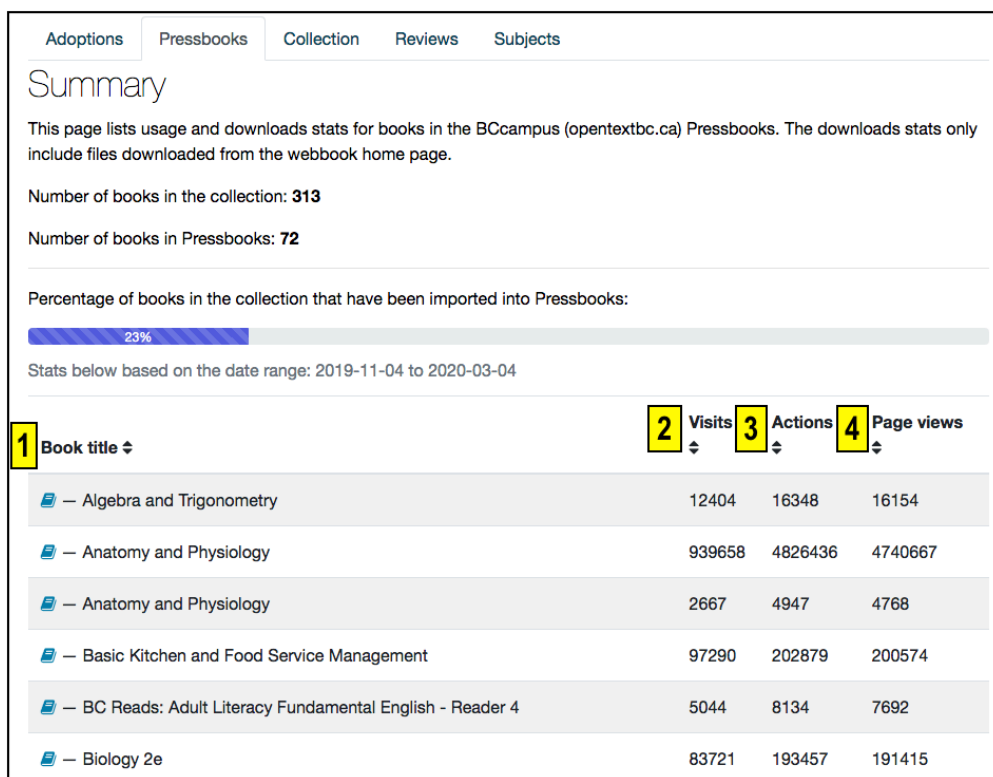 Adoptions Pressbooks Collection Reviews Subjects
Summary
This page lists usage and downloads stats for books in the BCcampus (opentextbc.ca) Pressbooks. The downloads stats only
include files downloaded from the webbook home page.
Number of books in the collection: 313
Number of books in Pressbooks: 72
Percentage of books in the collection that have been imported into Pressbooks:
23%
Stats below based on the date range: 2019-11-04 to 2020-03-04
1 Book title 2 Visits 3 Actions 4 Page views
— Algebra and Trigonometry 12404 16348 16154
— Anatomy and Physiology 939658 4826436 4740667
— Anatomy and Physiology 2667 4947 4768
— Basic Kitchen and Food Service Management 97290 202879 200574
— BC Reads: Adult Literacy Fundamental English - Reader 4 5044 8134 7692
— Biology 2e 83721 193457 191415